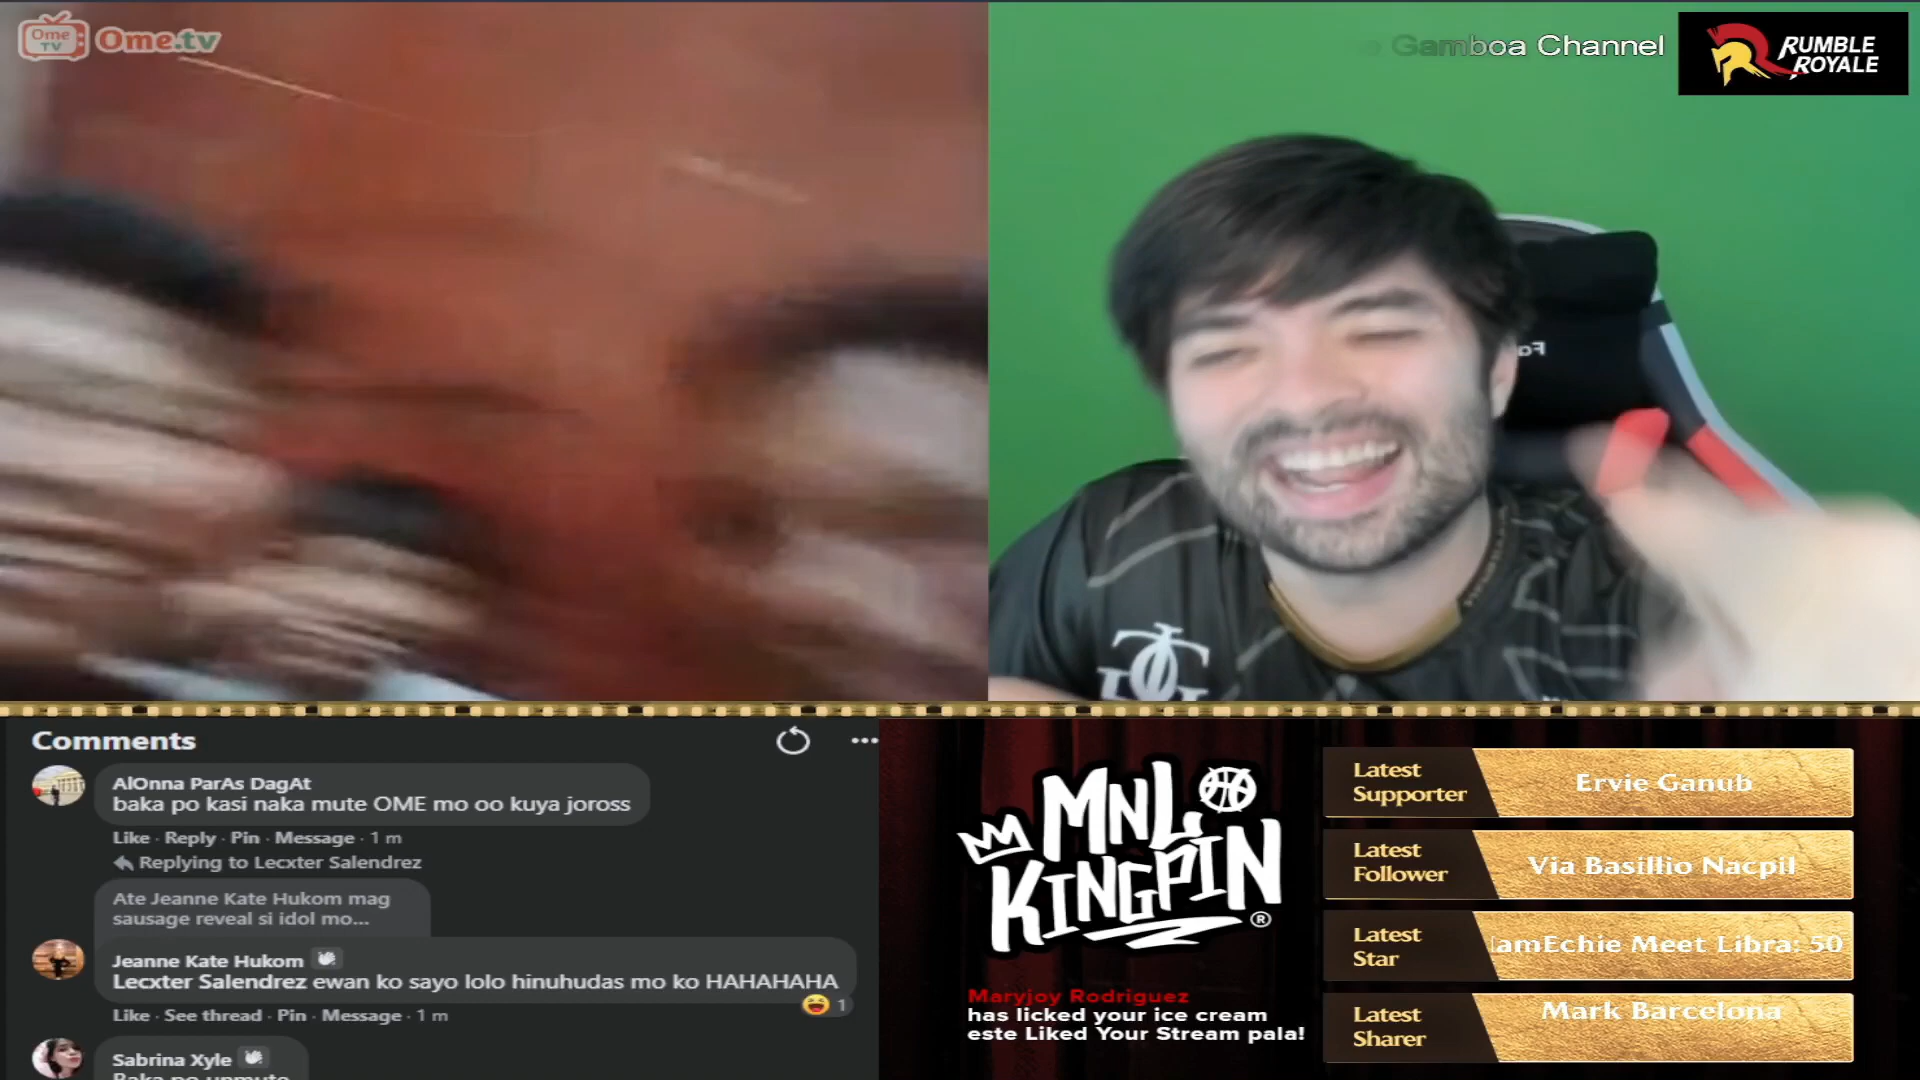 Ome TV
Ome.tv
Gamboa Channel
RUMBLE
ROYALE
Comments
AlOnna ParAs DagAt
baka po kasi naka mute OME mo oo kuya joross
Like · Reply · Pin · Message · 1 m
Replying to Lecxter Salendrez
Ate Jeanne Kate Hukom mag
sausage reveal si idol mo...
Jeanne Kate Hukom
Lecxter Salendrez ewan ko sayo lolo hinuhudas mo ko HAHAHAHA
1
Like · See thread · Pin · Message · 1 m
Sabrina Xyle
Baka po unmute
MNL
KINGPIN
®
Maryjoy Rodriguez
has licked your ice cream
este Liked Your Stream pala!
Latest
Supporter
Ervie Ganub
Latest
Follower
Via Basillio Nacpil
Latest
Star
amEchie Meet Libra: 50
Latest
Sharer
Mark Barcelona